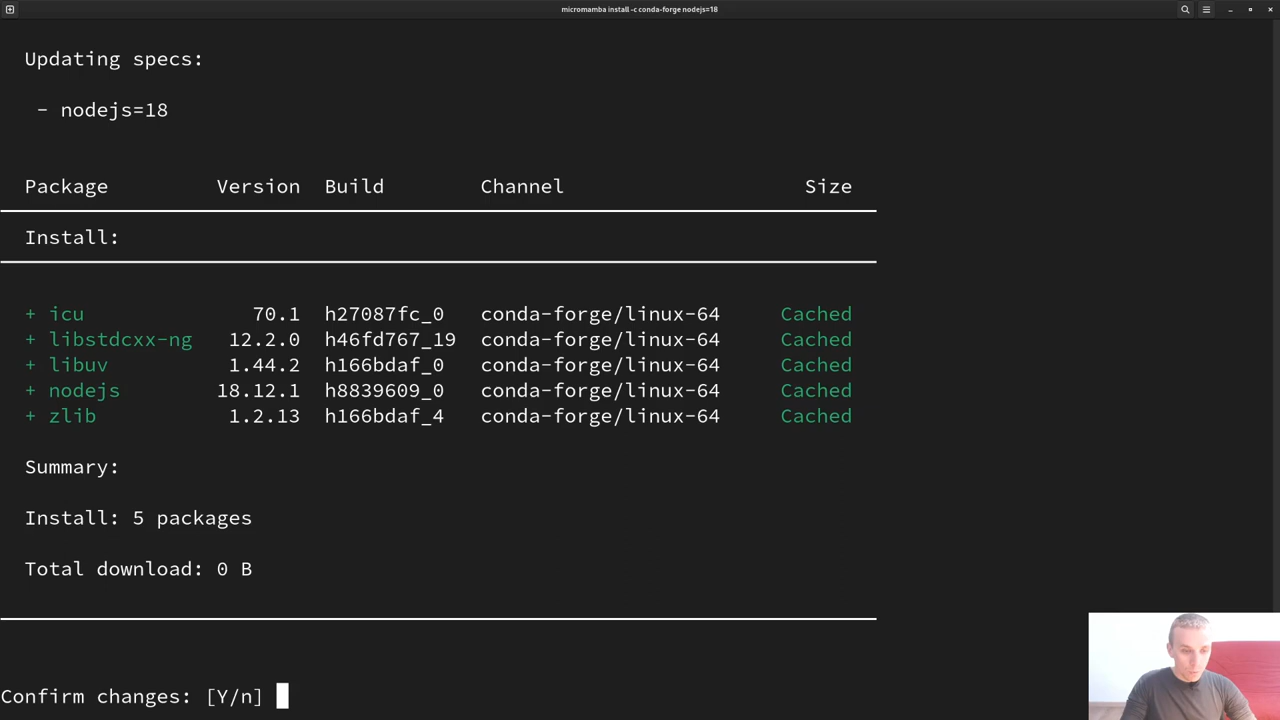 micromamba install -c conda-forge nodejs=18
Updating specs:
- nodejs=18
Package Version Build Channel Size
Install:
+ icu 70.1 h27087fc_0 conda-forge/linux-64 Cached
+ libstdcxx-ng 12.2.0 h46fd767_19 conda-forge/linux-64 Cached
+ libuv 1.44.2 h166bdaf_0 conda-forge/linux-64 Cached
+ nodejs 18.12.1 h8839609_0 conda-forge/linux-64 Cached
+ zlib 1.2.13 h166bdaf_4 conda-forge/linux-64 Cached
Summary:
Install: 5 packages
Total download: 0 B
Confirm changes: [Y/n]